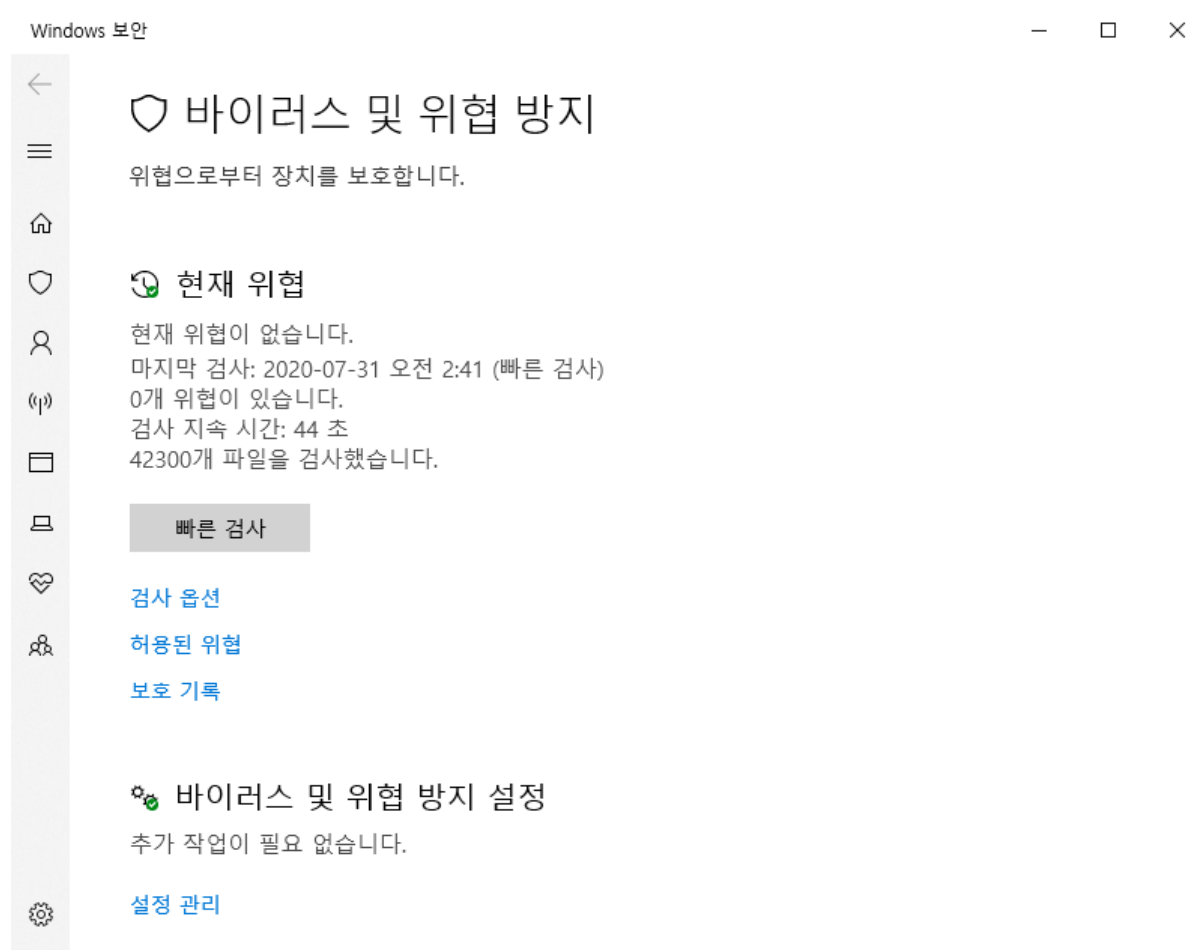 Windows 보안
바이러스 및 위협 방지
위협으로부터 장치를 보호합니다.
현재 위협
현재 위협이 없습니다.
마지막 검사: 2020-07-31 오전 2:41 (빠른 검사)
0개 위협이 있습니다.
검사 지속 시간: 44 초
42300개 파일을 검사했습니다.
빠른 검사
검사 옵션
허용된 위협
보호 기록
바이러스 및 위협 방지 설정
추가 작업이 필요 없습니다.
설정 관리